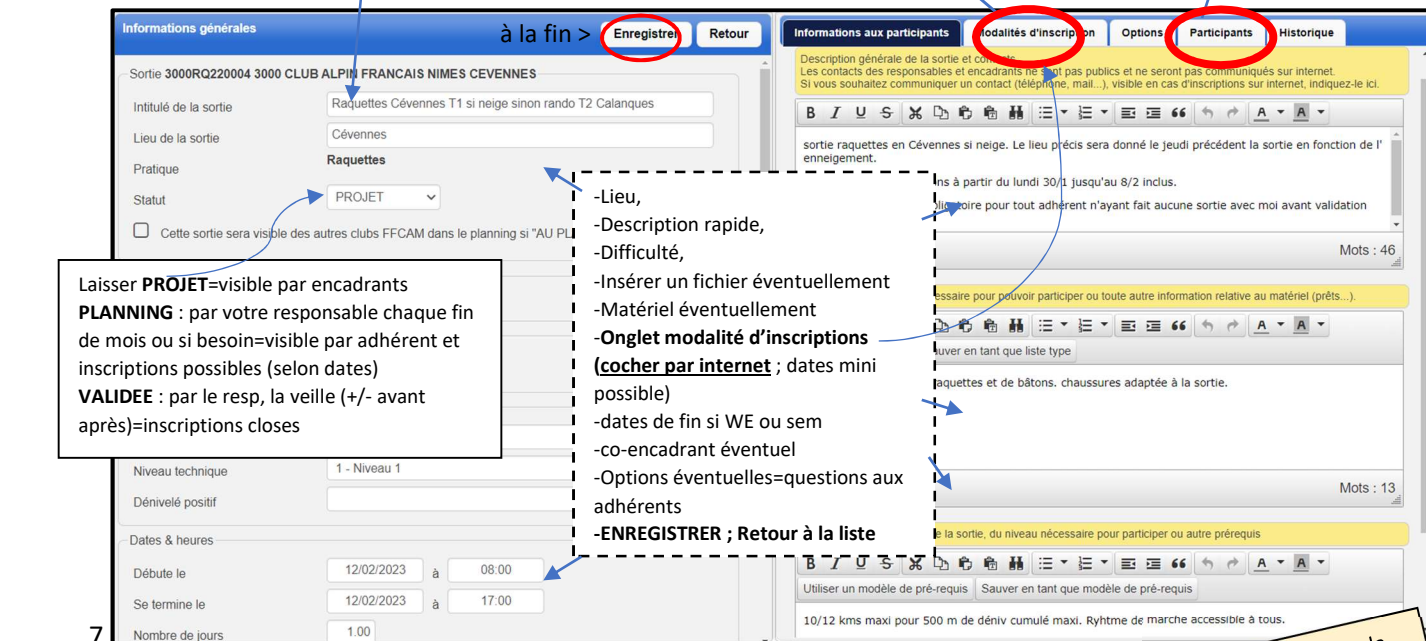 Informations générales
à la fin >
Enregistrer
Retour
Sortie 3000RQ220004 3000 CLUB ALPIN FRANCAIS NIMES CEVENNES
Intitulé de la sortie
Raquettes Cévennes T1 si neige sinon rando T2 Calanques
Lieu de la sortie
Cévennes
Pratique
Raquettes
Statut
PROJET
Cette sortie sera visible des autres clubs FFCAM dans le planning si "AU PL
Laisser PROJET=visible par encadrants
PLANNING : par votre responsable chaque fin
de mois ou si besoin=visible par adhérent et
inscriptions possibles (selon dates)
VALIDEE : par le resp, la veille (+/- avant
après)=inscriptions closes
Niveau technique
1 - Niveau 1
Dénivelé positif
Dates & heures
Débute le
12/02/2023 à 08:00
Se termine le
12/02/2023 à 17:00
Nombre de jours
1.00
7
-Lieu,
-Description rapide,
-Difficulté,
-Insérer un fichier éventuellement
-Matériel éventuellement
-Onglet modalité d’inscriptions
(cocher par internet ; dates mini
possible)
-dates de fin si WE ou sem
-co-encadrant éventuel
-Options éventuelles=questions aux
adhérents
-ENREGISTRER ; Retour à la liste
Informations aux participants
Modalités d'inscription
Options
Participants
Historique
Description générale de la sortie et contacts
Les contacts des responsables et encadrants ne sont pas publics et ne seront pas communiqués sur internet.
Si vous souhaitez communiquer un contact (téléphone, mail...), visible en cas d'inscriptions sur internet, indiquez-le ici.
sortie raquettes en Cévennes si neige. Le lieu précis sera donné le jeudi précédent la sortie en fonction de l'
enneigement.
ns à partir du lundi 30/1 jusqu'au 8/2 inclus.
bligatoire pour tout adhérent n'ayant fait aucune sortie avec moi avant validation
Mots : 46
essaire pour pouvoir participer ou toute autre information relative au matériel (prêts...).
uver en tant que liste type
aquettes et de bâtons. chaussures adaptée à la sortie.
Mots : 13
e la sortie, du niveau nécessaire pour participer ou autre prérequis
Utiliser un modèle de pré-requis
Sauver en tant que modèle de pré-requis
10/12 kms maxi pour 500 m de déniv cumulé maxi. Ryhtme de marche accessible à tous.